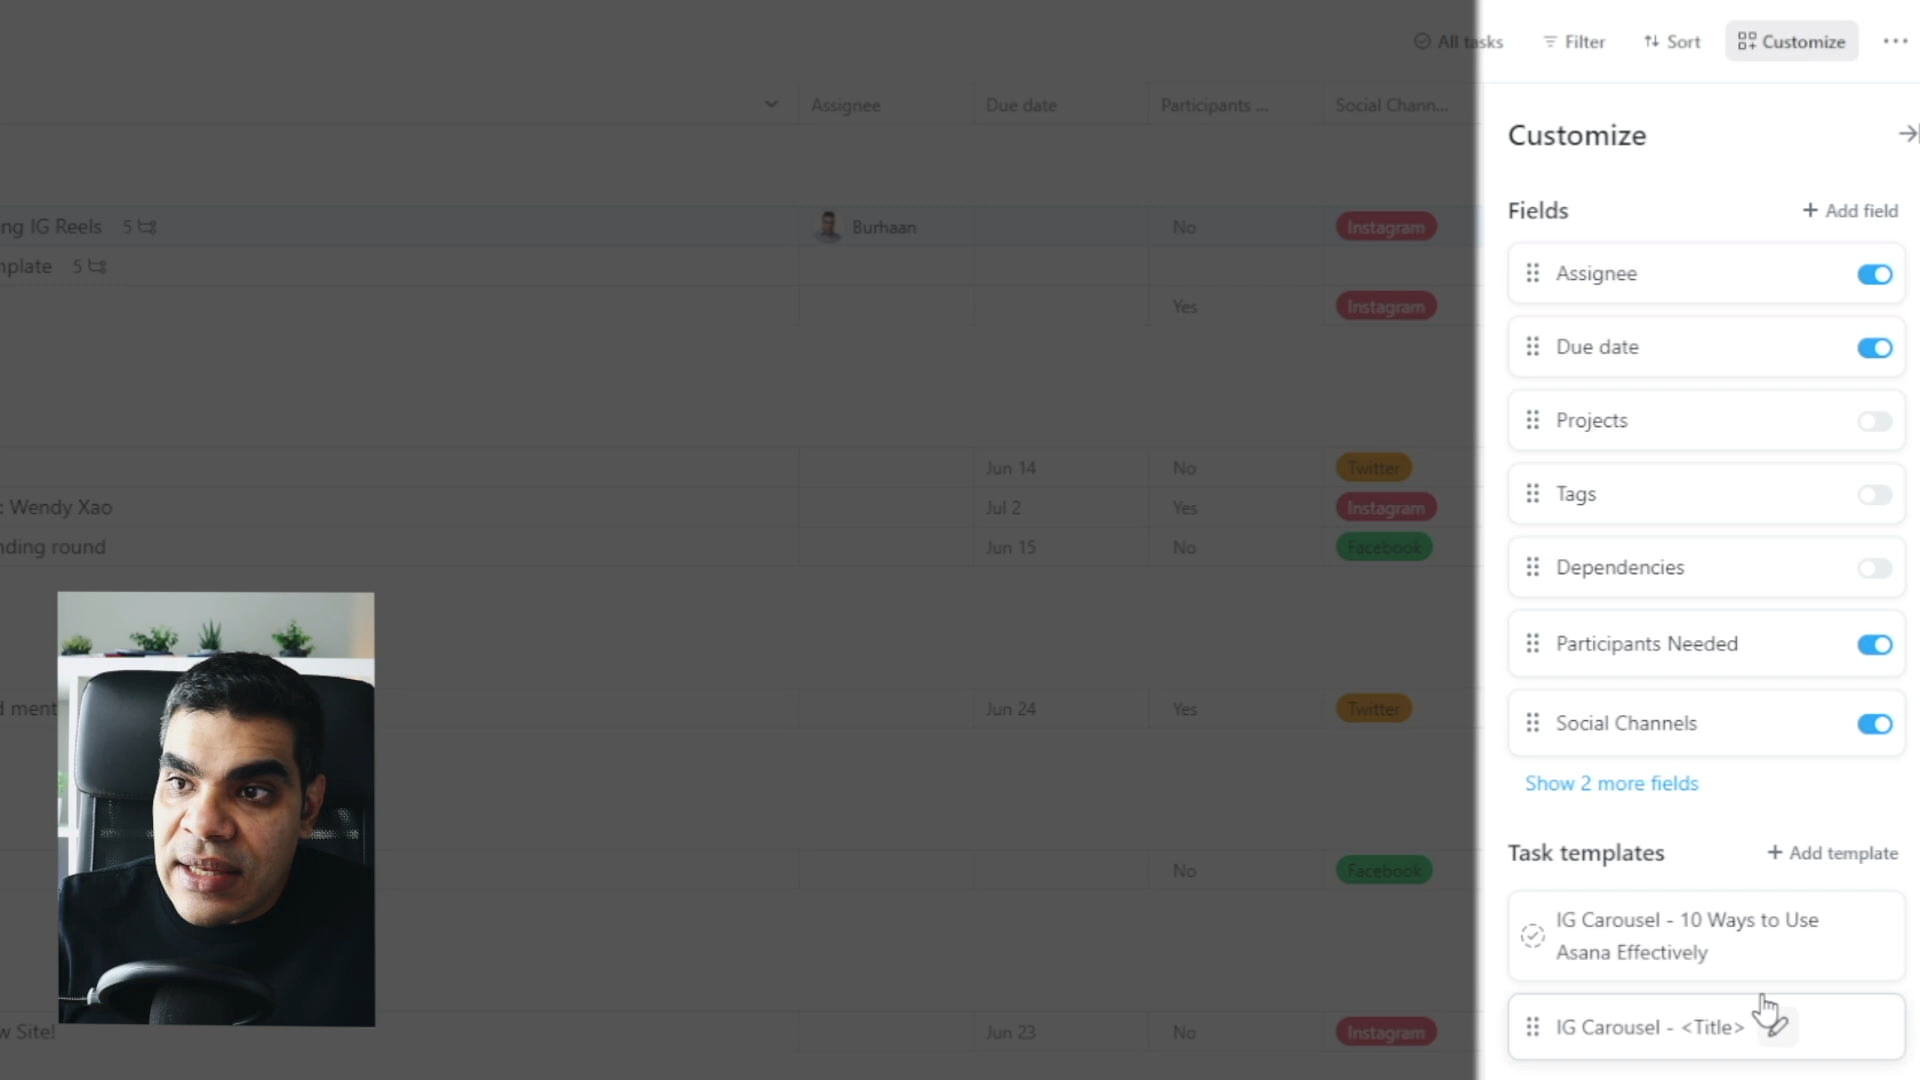 All tasks Filter Sort Customize
Assignee Due date Participants ... Social Chann...
Customize
Fields + Add field
ng IG Reels 5 Burhaan No Instagram
mplate 5
Yes Instagram
Assignee
Due date
Projects
Tags
Dependencies
Participants Needed
Social Channels
Show 2 more fields
Jun 14 No Twitter
: Wendy Xao Jul 2 Yes Instagram
nding round Jun 15 No Facebook
d ment Jun 24 Yes Twitter
No Facebook
w Site! Jun 23 No Instagram
Task templates + Add template
IG Carousel - 10 Ways to Use
Asana Effectively
IG Carousel - <Title>